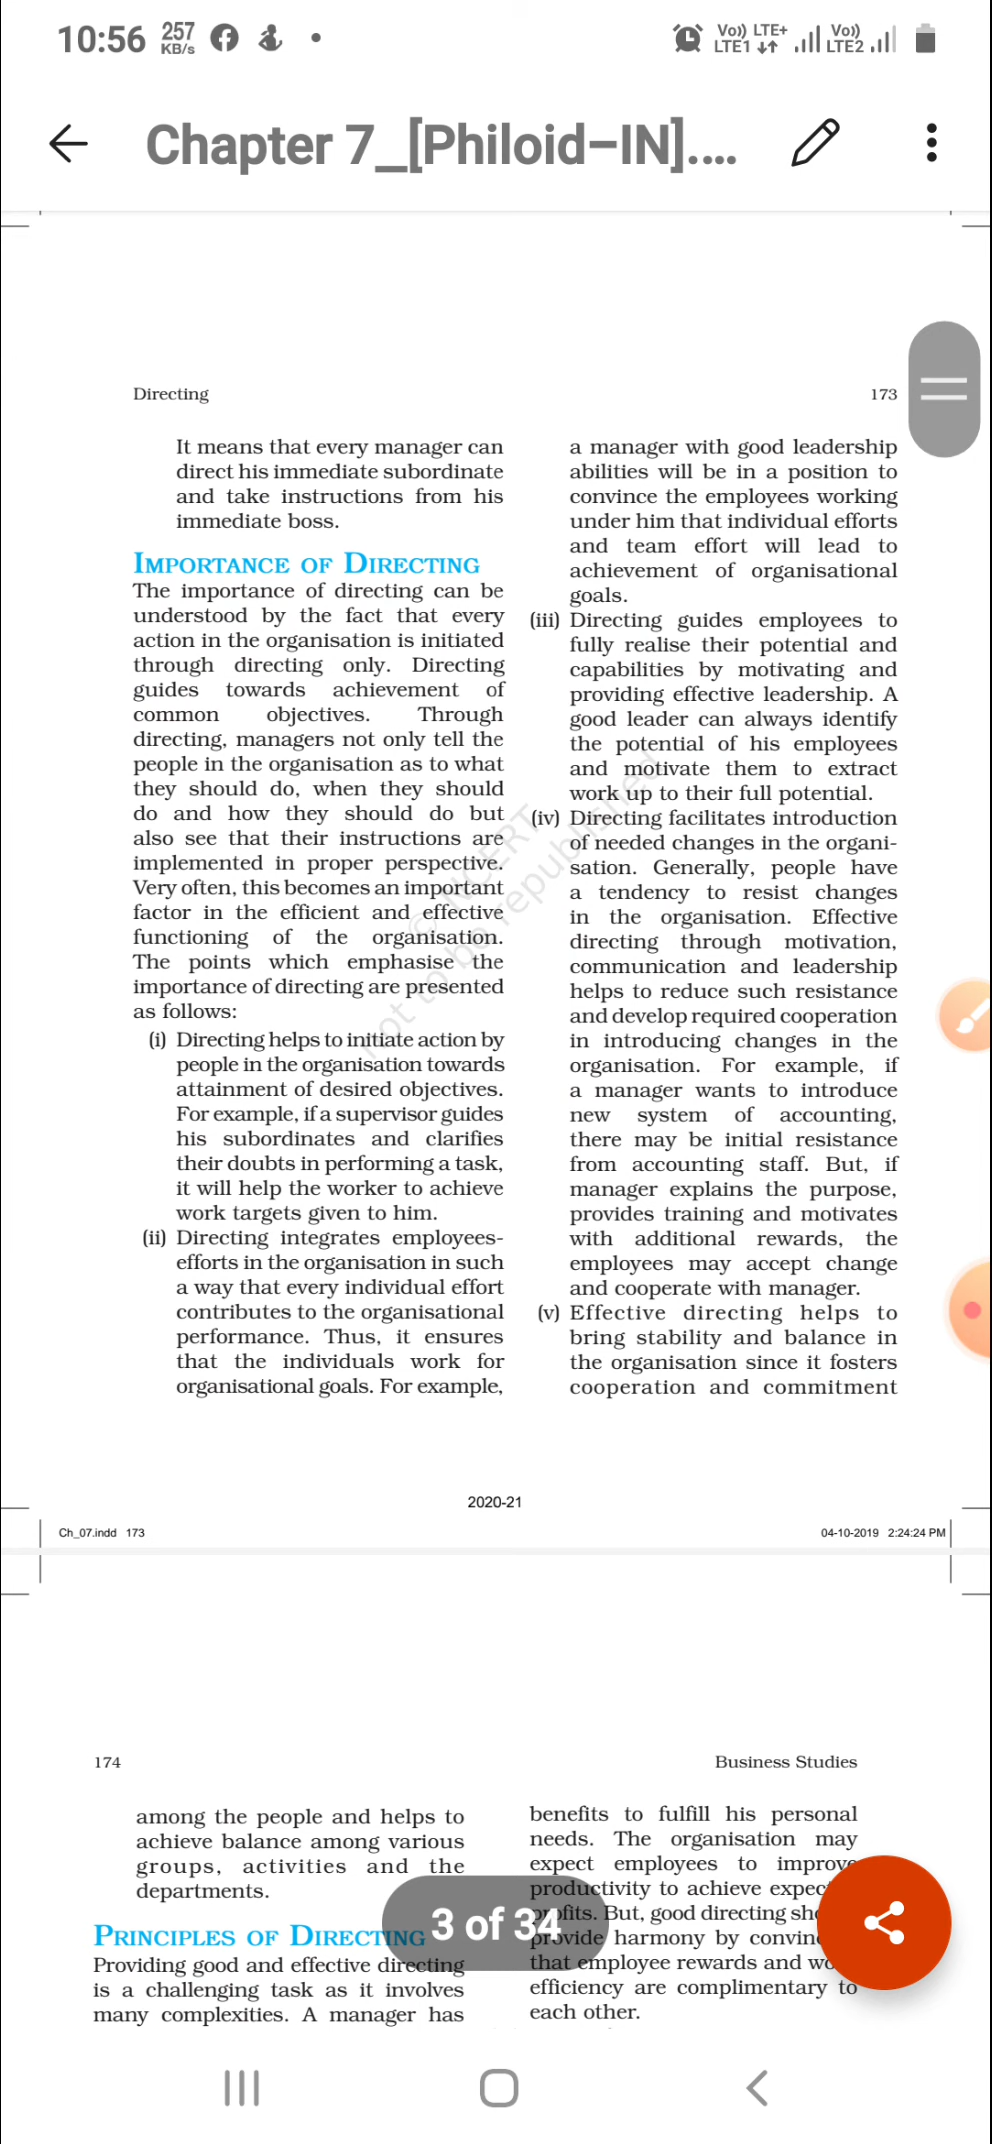 10:56 257 KB/s Vo)) LTE+ LTE1 Vo)) LTE2
Chapter 7_[Philoid–IN]....
Directing
173
It means that every manager can
direct his immediate subordinate
and take instructions from his
immediate boss.
IMPORTANCE OF DIRECTING
The importance of directing can be
understood by the fact that every
action in the organisation is initiated
through directing only. Directing
guides towards achievement of
common objectives. Through
directing, managers not only tell the
people in the organisation as to what
they should do, when they should
do and how they should do but
also see that their instructions are
implemented in proper perspective.
Very often, this becomes an important
factor in the efficient and effective
functioning of the organisation.
The points which emphasise the
importance of directing are presented
as follows:
(i) Directing helps to initiate action by
people in the organisation towards
attainment of desired objectives.
For example, if a supervisor guides
his subordinates and clarifies
their doubts in performing a task,
it will help the worker to achieve
work targets given to him.
(ii) Directing integrates employees-
efforts in the organisation in such
a way that every individual effort
contributes to the organisational
performance. Thus, it ensures
that the individuals work for
organisational goals. For example,
a manager with good leadership
abilities will be in a position to
convince the employees working
under him that individual efforts
and team effort will lead to
achievement of organisational
goals.
(iii) Directing guides employees to
fully realise their potential and
capabilities by motivating and
providing effective leadership. A
good leader can always identify
the potential of his employees
and motivate them to extract
work up to their full potential.
(iv) Directing facilitates introduction
of needed changes in the organi-
sation. Generally, people have
a tendency to resist changes
in the organisation. Effective
directing through motivation,
communication and leadership
helps to reduce such resistance
and develop required cooperation
in introducing changes in the
organisation. For example, if
a manager wants to introduce
new system of accounting,
there may be initial resistance
from accounting staff. But, if
manager explains the purpose,
provides training and motivates
with additional rewards, the
employees may accept change
and cooperate with manager.
(v) Effective directing helps to
bring stability and balance in
the organisation since it fosters
cooperation and commitment
© NCERT
not to be republished
2020-21
Ch_07.indd 173
04-10-2019 2:24:24 PM
174
Business Studies
among the people and helps to
achieve balance among various
groups, activities and the
departments.
PRINCIPLES OF DIRECTING
Providing good and effective directing
is a challenging task as it involves
many complexities. A manager has
benefits to fulfill his personal
needs. The organisation may
expect employees to improve
productivity to achieve
profits. But, good directing
provide harmony by
that employee rewards and
efficiency are complimentary to
each other.
3 of 34